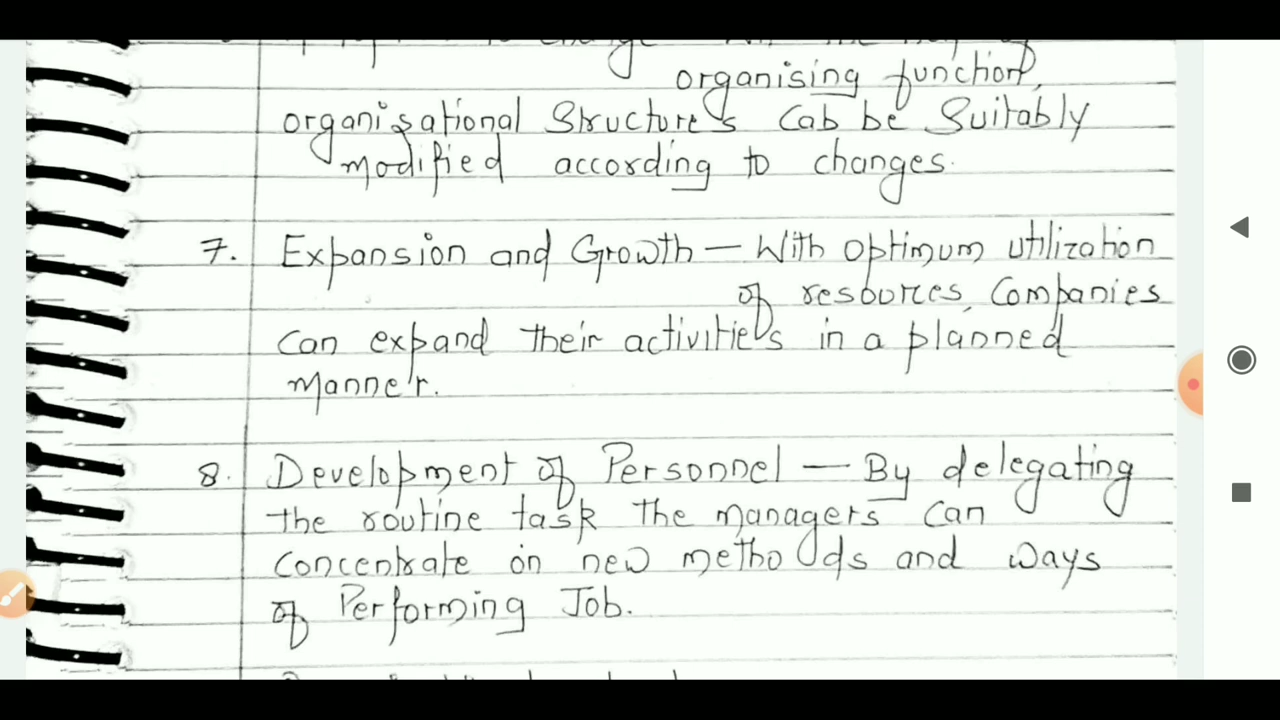 to change
organising function,
organisational Structures Cab be Suitably
modified according to changes.
7. Expansion and Growth — With optimum utilization
of resources, Companies
can expand their activities in a planned
manner.
8. Development of Personnel — By delegating
the routine task the managers can
concentrate on new methods and ways
of Performing Job.